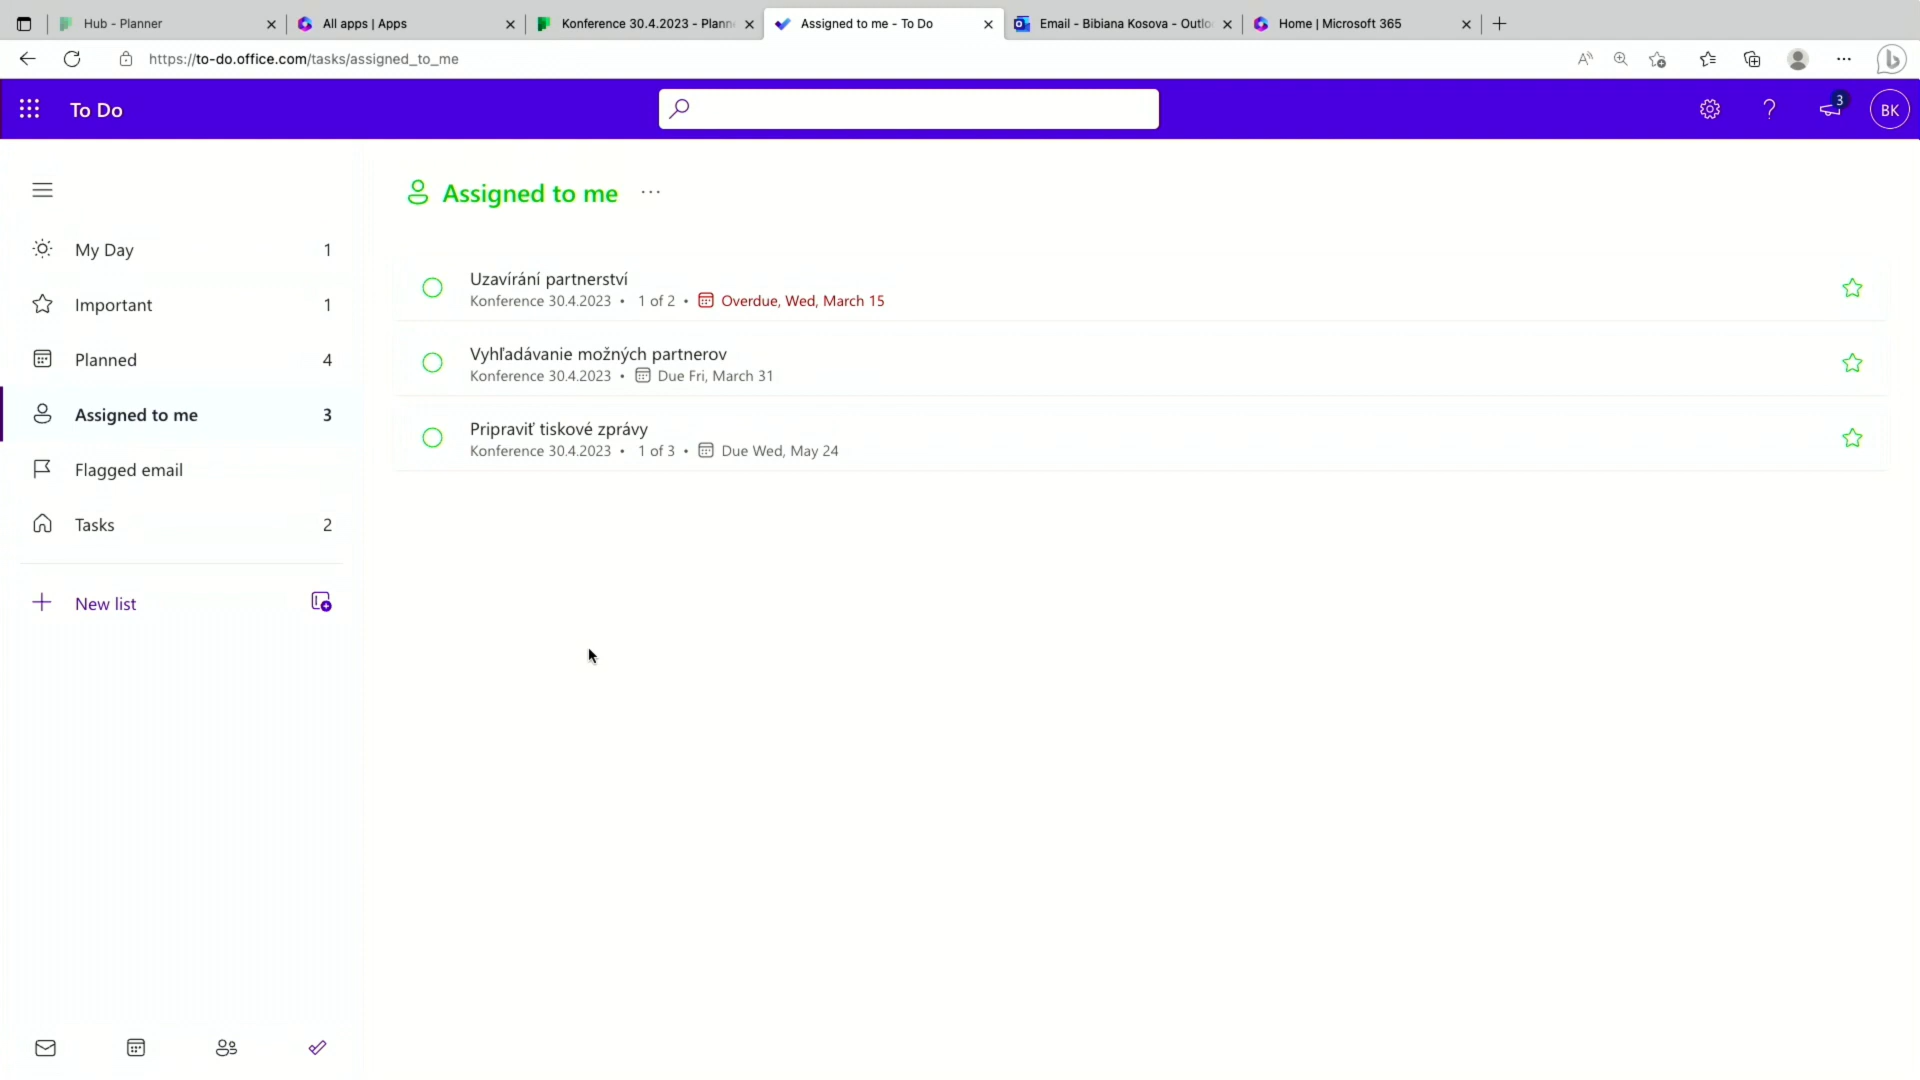 Hub - Planner
All apps | Apps
Konference 30.4.2023 - Plann
Assigned to me - To Do
Email - Bibiana Kosova - Outlo
Home | Microsoft 365
https://to-do.office.com/tasks/assigned_to_me
To Do
3
BK
Assigned to me
My Day 1
Important 1
Planned 4
Assigned to me 3
Flagged email
Tasks 2
New list
Uzavírání partnerství
Konference 30.4.2023 • 1 of 2 • Overdue, Wed, March 15
Vyhľadávanie možných partnerov
Konference 30.4.2023 • Due Fri, March 31
Pripraviť tiskové zprávy
Konference 30.4.2023 • 1 of 3 • Due Wed, May 24